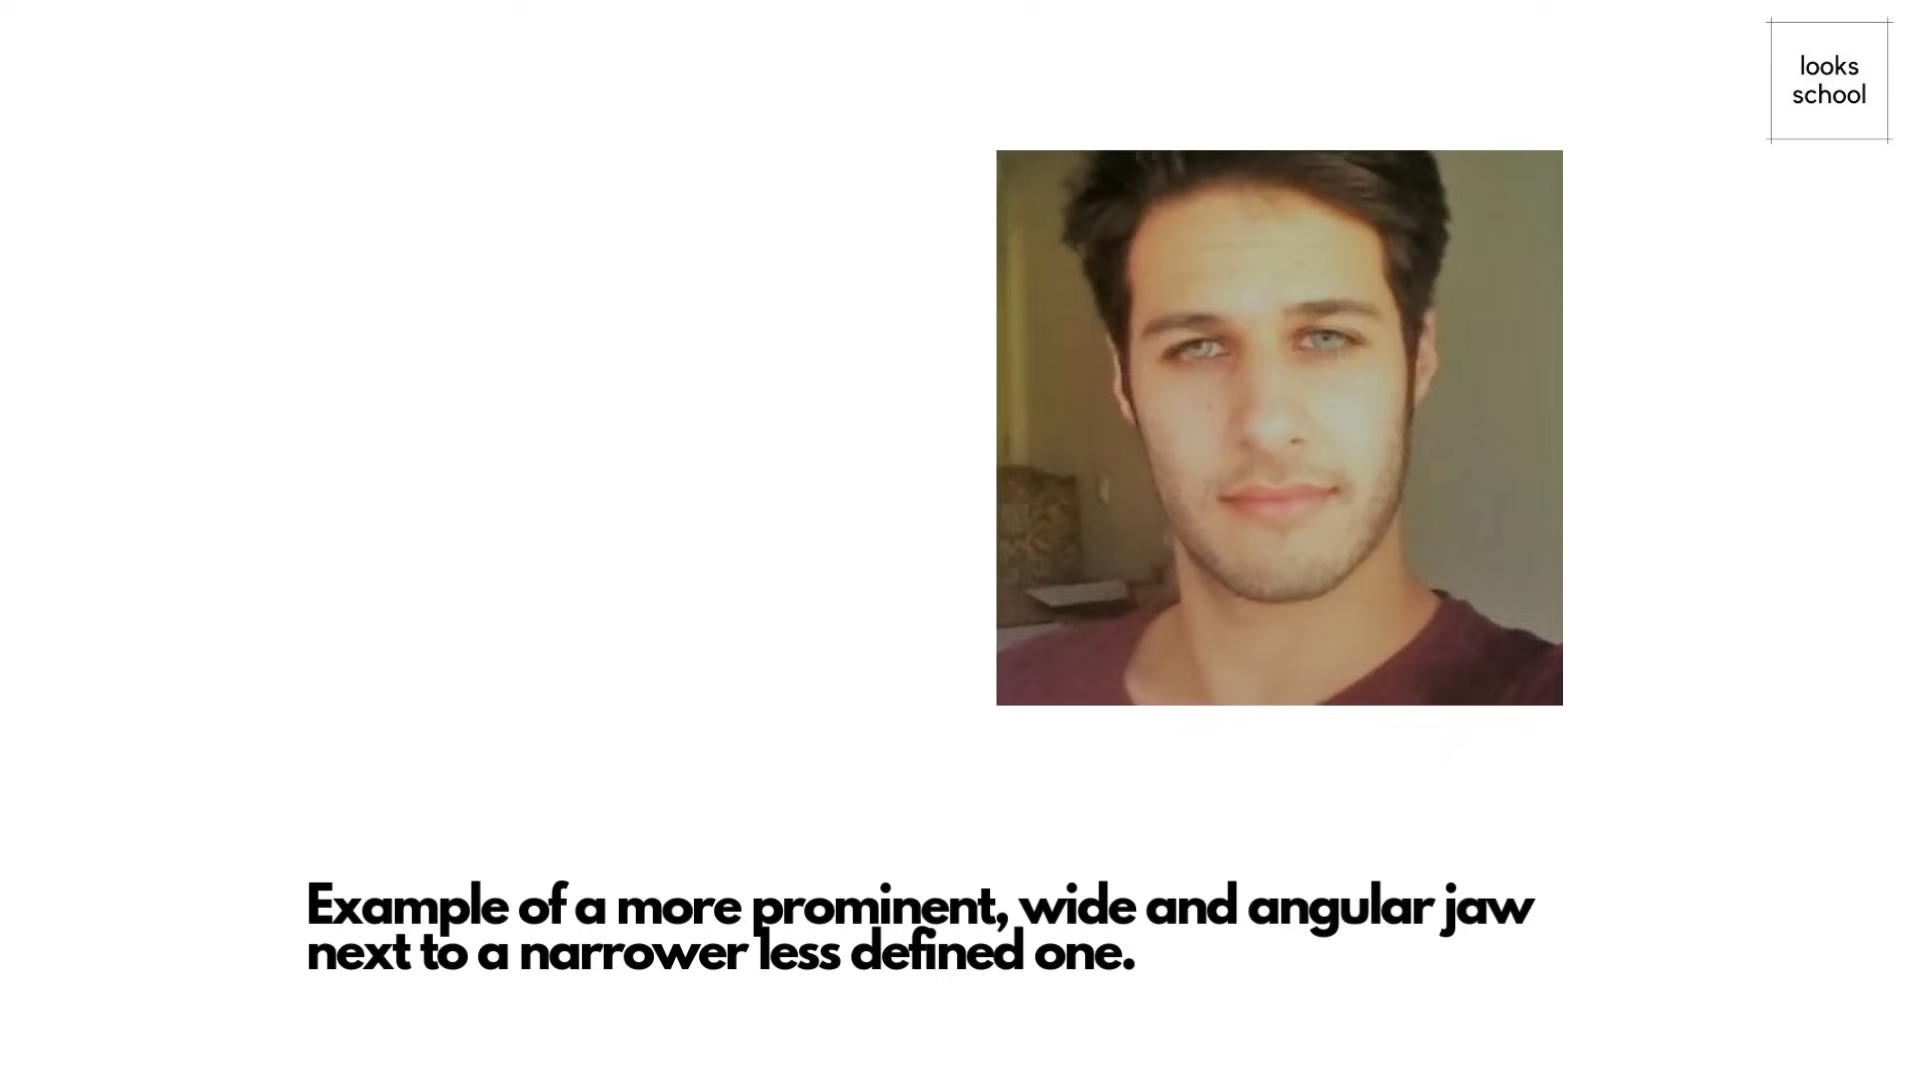 looks
school
Example of a more prominent, wide and angular jaw
next to a narrower less defined one.